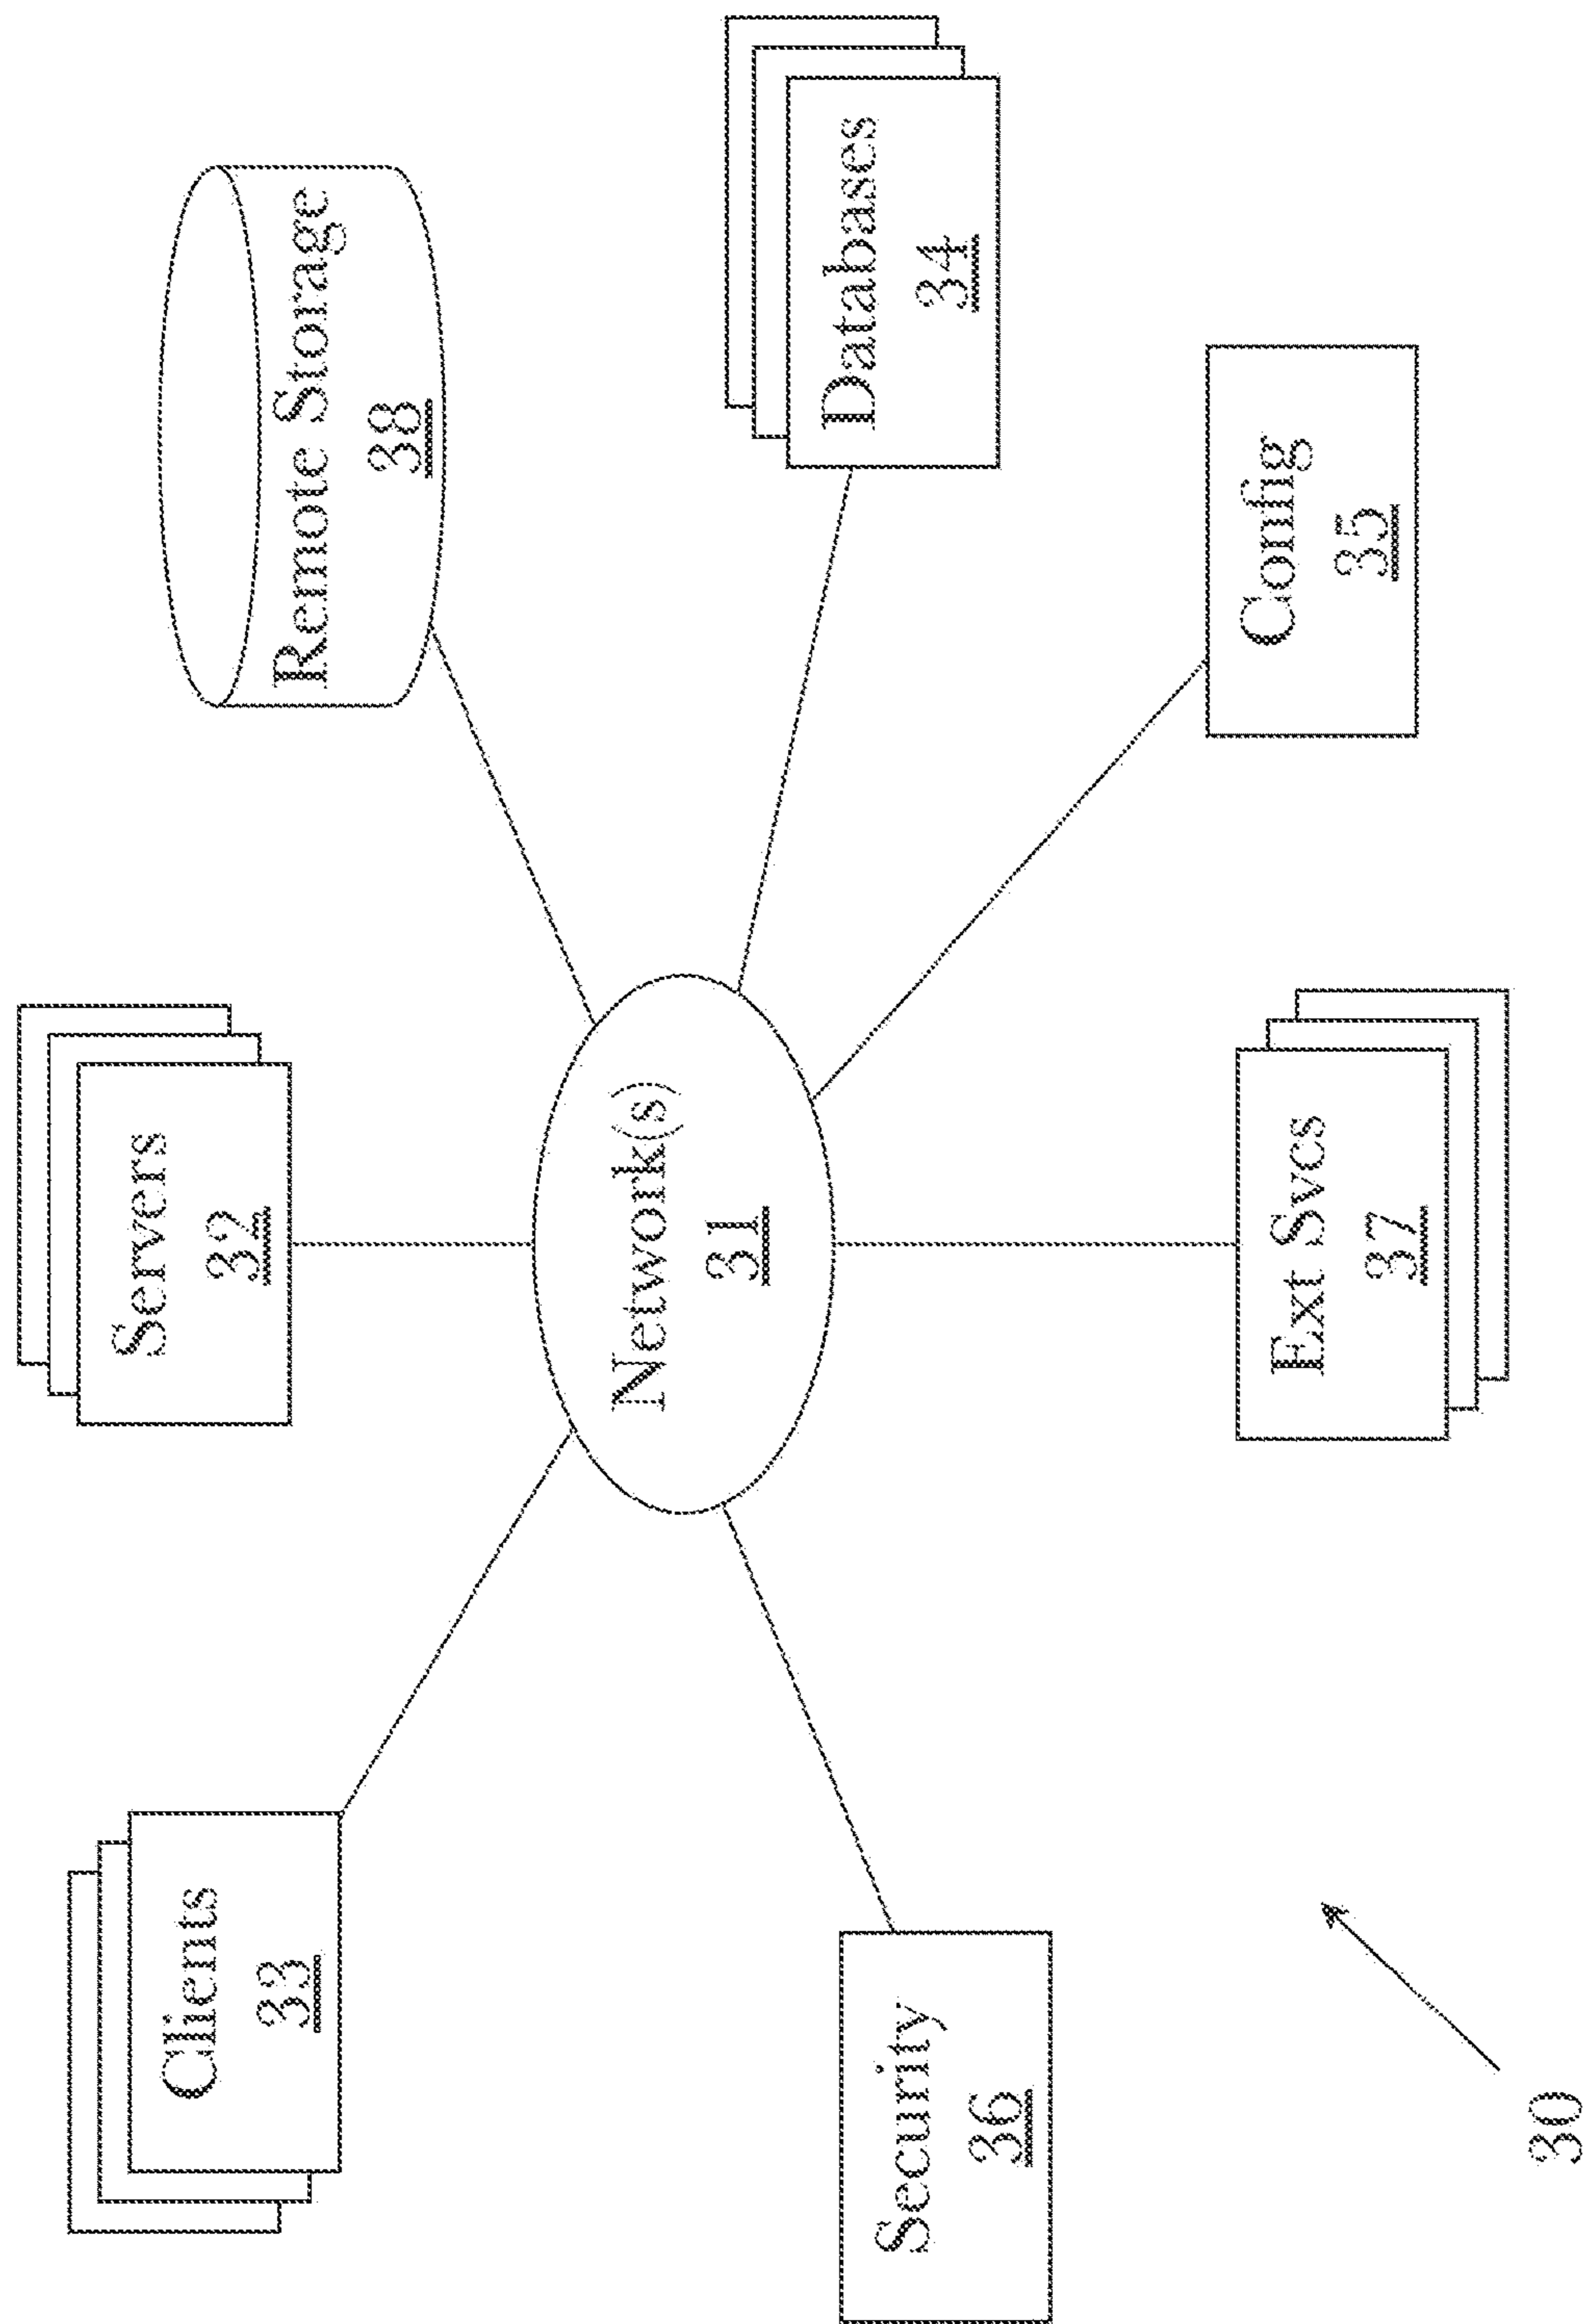 Clients
33
Servers
32
Remote Storage
38
Network(s)
31
Databases
34
Security
36
Ext Svcs
37
Config
35
30